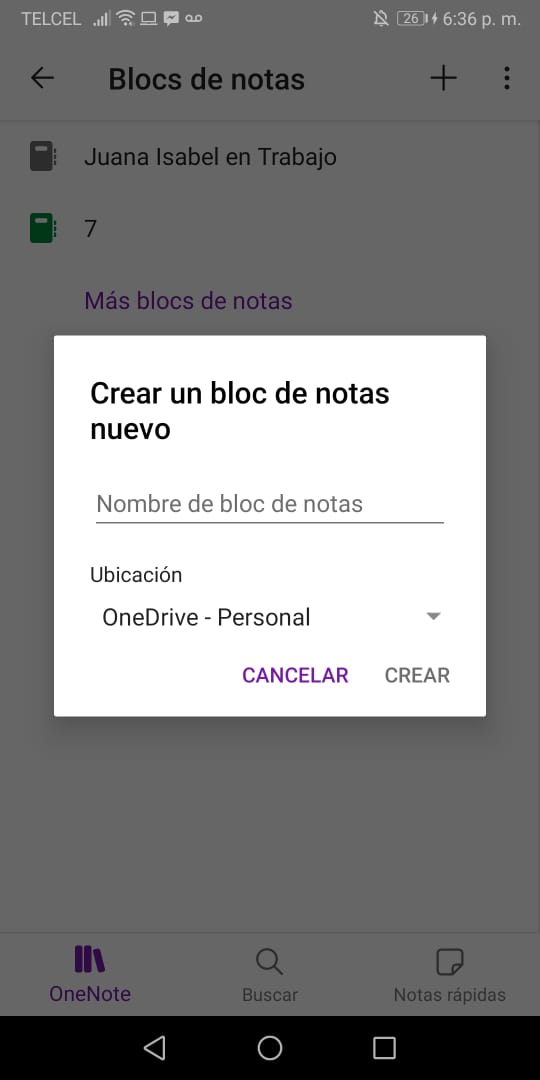 TELCEL 26 6:36 p. m.
Blocs de notas
Juana Isabel en Trabajo
7
Más blocs de notas
Crear un bloc de notas
nuevo
Nombre de bloc de notas
Ubicación
OneDrive - Personal
CANCELAR CREAR
OneNote Buscar Notas rápidas